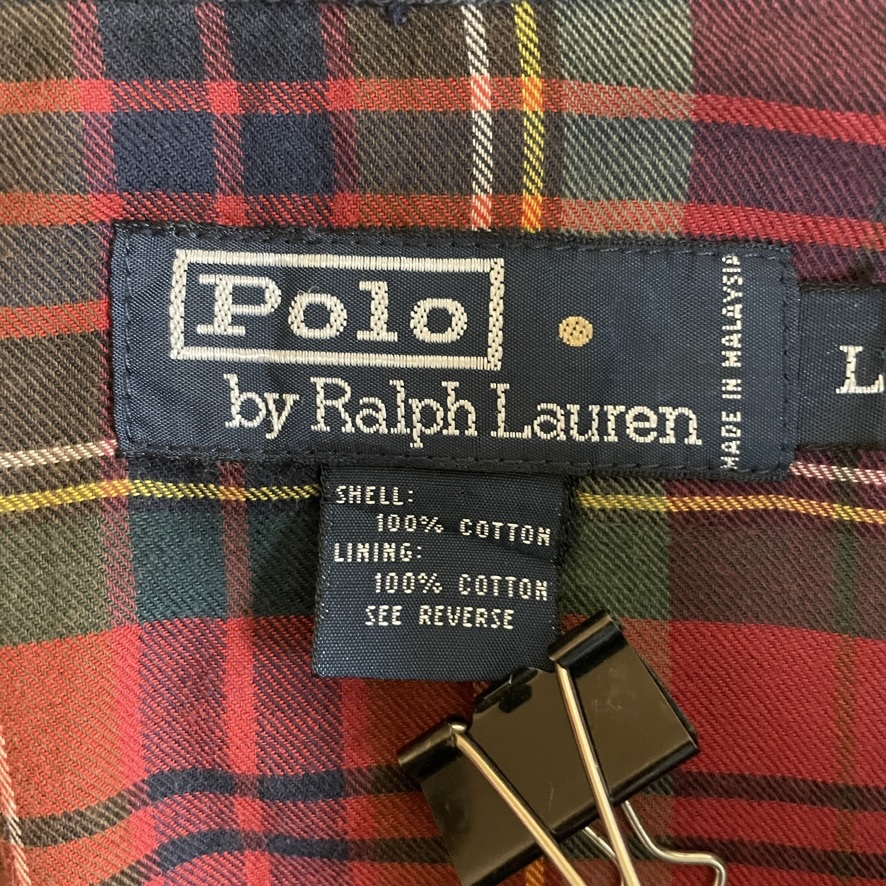 Polo
by Ralph Lauren
MADE IN MALAYSIA
L
SHELL:
100% COTTON
LINING:
100% COTTON
SEE REVERSE